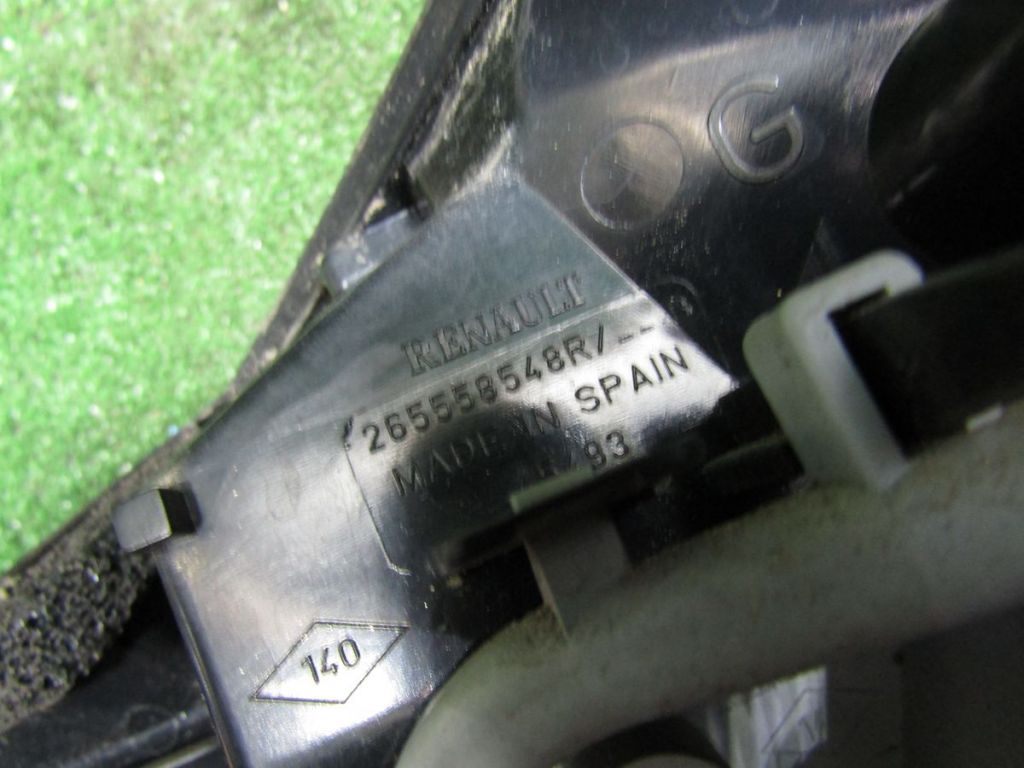 G
RENAULT
265558548R/--
MADE IN SPAIN
93
140